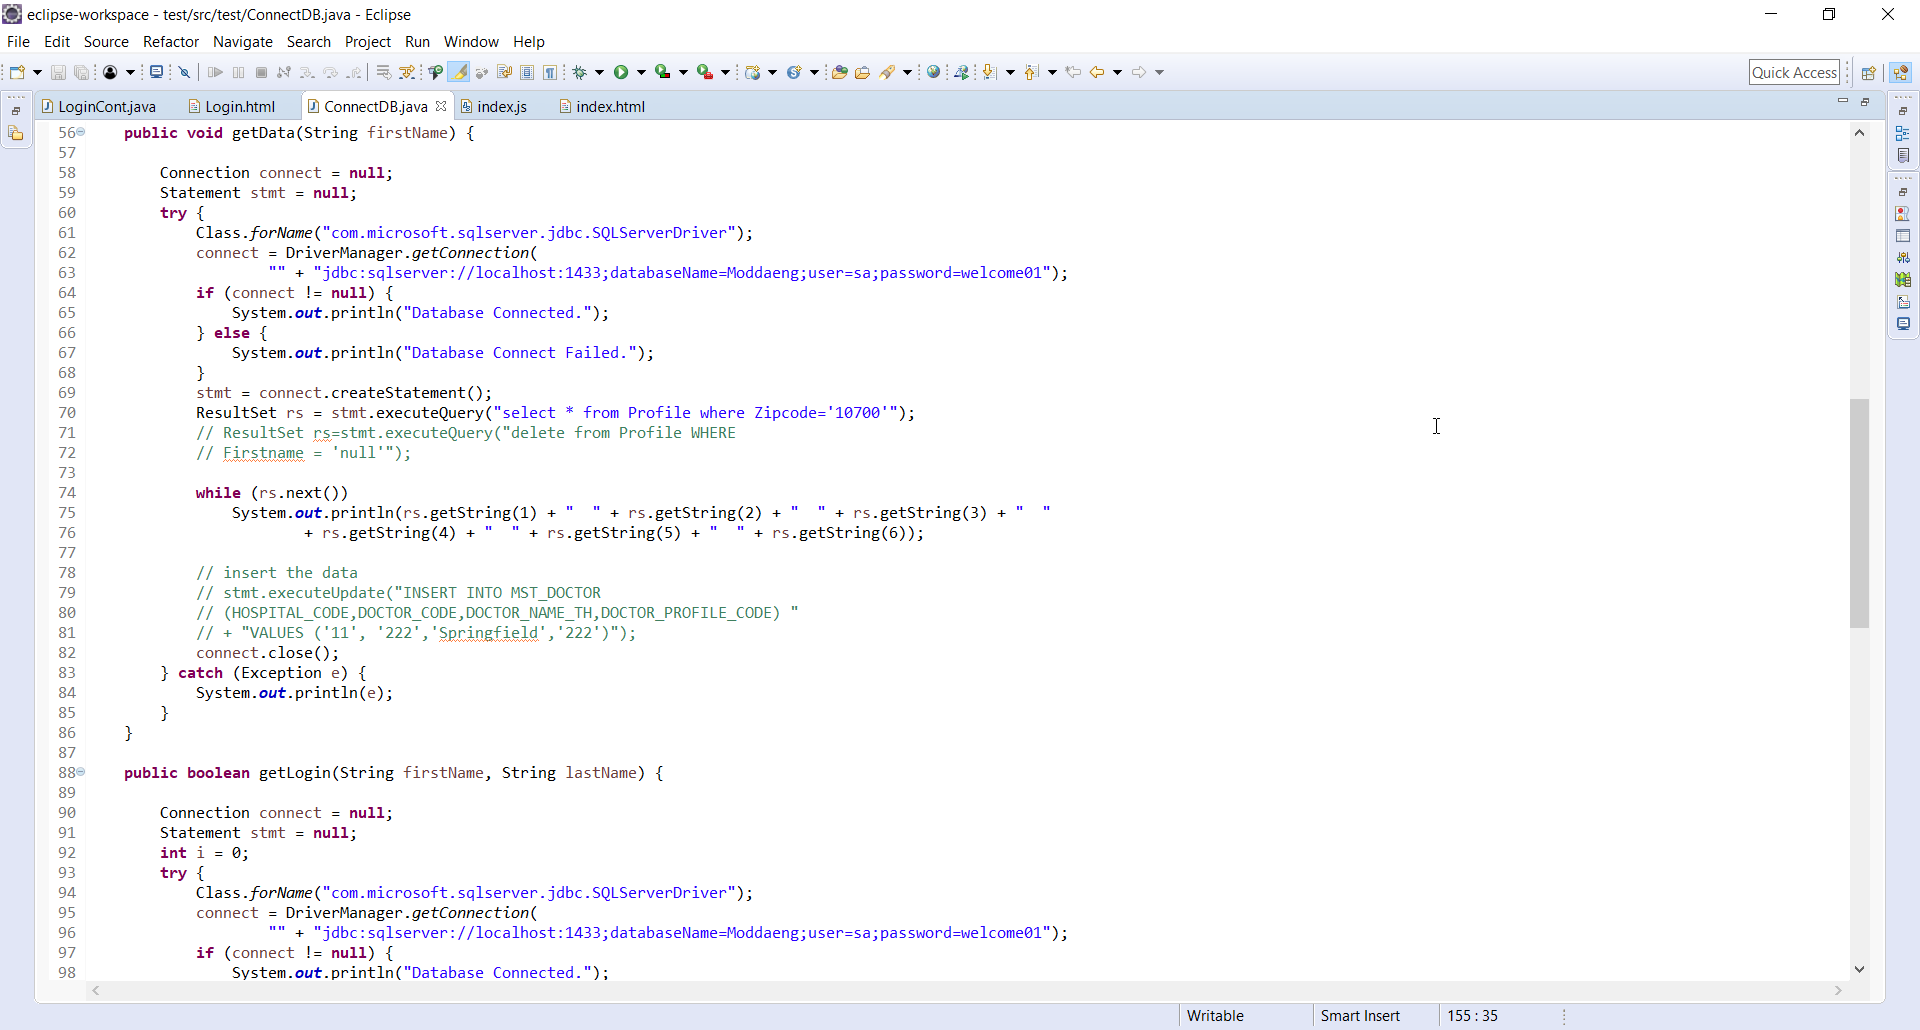 eclipse-workspace - test/src/test/ConnectDB.java - Eclipse
File Edit Source Refactor Navigate Search Project Run Window Help
Quick Access
LoginCont.java Login.html ConnectDB.java index.js index.html
56 public void getData(String firstName) {
57
58 Connection connect = null;
59 Statement stmt = null;
60 try {
61 Class.forName("com.microsoft.sqlserver.jdbc.SQLServerDriver");
62 connect = DriverManager.getConnection(
63 "" + "jdbc:sqlserver://localhost:1433;databaseName=Moddaeng;user=sa;password=welcome01");
64 if (connect != null) {
65 System.out.println("Database Connected.");
66 } else {
67 System.out.println("Database Connect Failed.");
68 }
69 stmt = connect.createStatement();
70 ResultSet rs = stmt.executeQuery("select * from Profile where Zipcode='10700'");
71 // ResultSet rs=stmt.executeQuery("delete from Profile WHERE
72 // Firstname = 'null'");
73
74 while (rs.next())
75 System.out.println(rs.getString(1) + "  " + rs.getString(2) + "  " + rs.getString(3) + "  "
76 + rs.getString(4) + "  " + rs.getString(5) + "  " + rs.getString(6));
77
78 // insert the data
79 // stmt.executeUpdate("INSERT INTO MST_DOCTOR
80 // (HOSPITAL_CODE,DOCTOR_CODE,DOCTOR_NAME_TH,DOCTOR_PROFILE_CODE) "
81 // + "VALUES ('11', '222','Springfield','222')");
82 connect.close();
83 } catch (Exception e) {
84 System.out.println(e);
85 }
86 }
87
88 public boolean getLogin(String firstName, String lastName) {
89
90 Connection connect = null;
91 Statement stmt = null;
92 int i = 0;
93 try {
94 Class.forName("com.microsoft.sqlserver.jdbc.SQLServerDriver");
95 connect = DriverManager.getConnection(
96 "" + "jdbc:sqlserver://localhost:1433;databaseName=Moddaeng;user=sa;password=welcome01");
97 if (connect != null) {
98 System.out.println("Database Connected.");
Writable Smart Insert 155 : 35